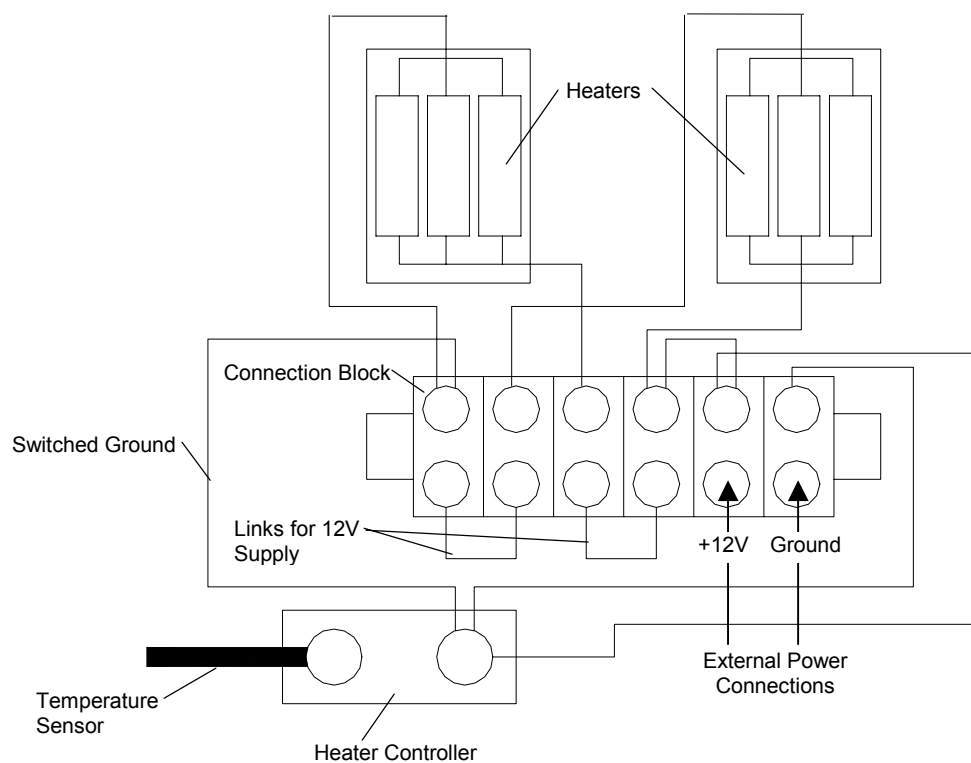 Heaters
Connection Block
Switched Ground
Links for 12V
Supply
+12V
Ground
External Power
Connections
Temperature
Sensor
Heater Controller